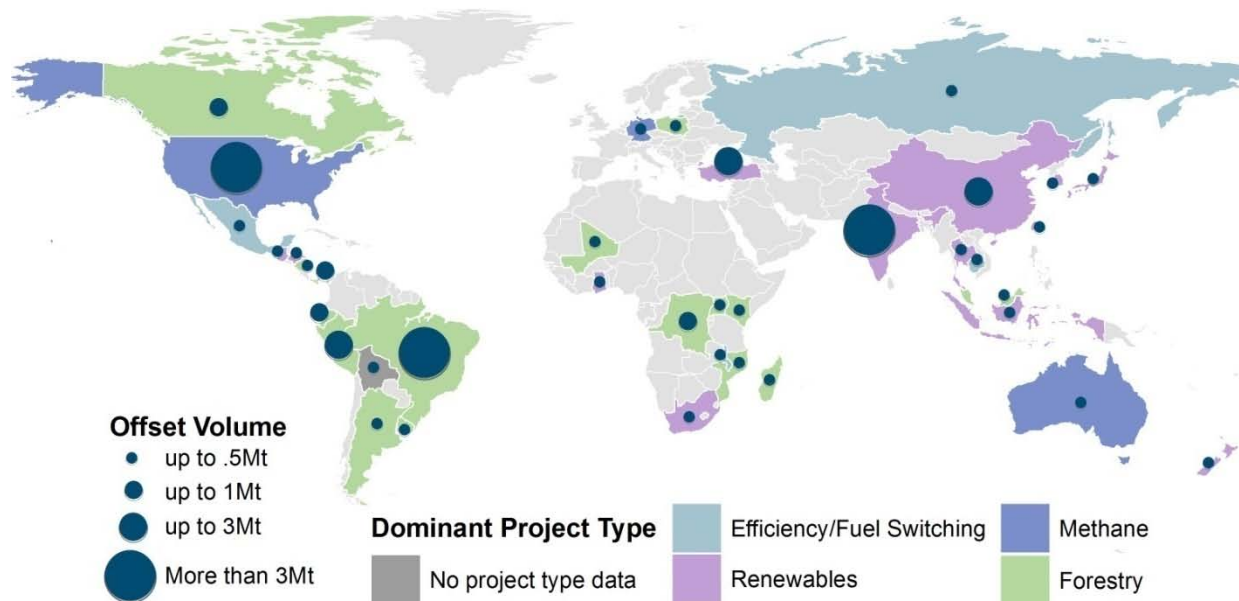 Offset Volume
up to .5Mt
up to 1Mt
up to 3Mt
More than 3Mt
Dominant Project Type
No project type data
Efficiency/Fuel Switching
Renewables
Methane
Forestry